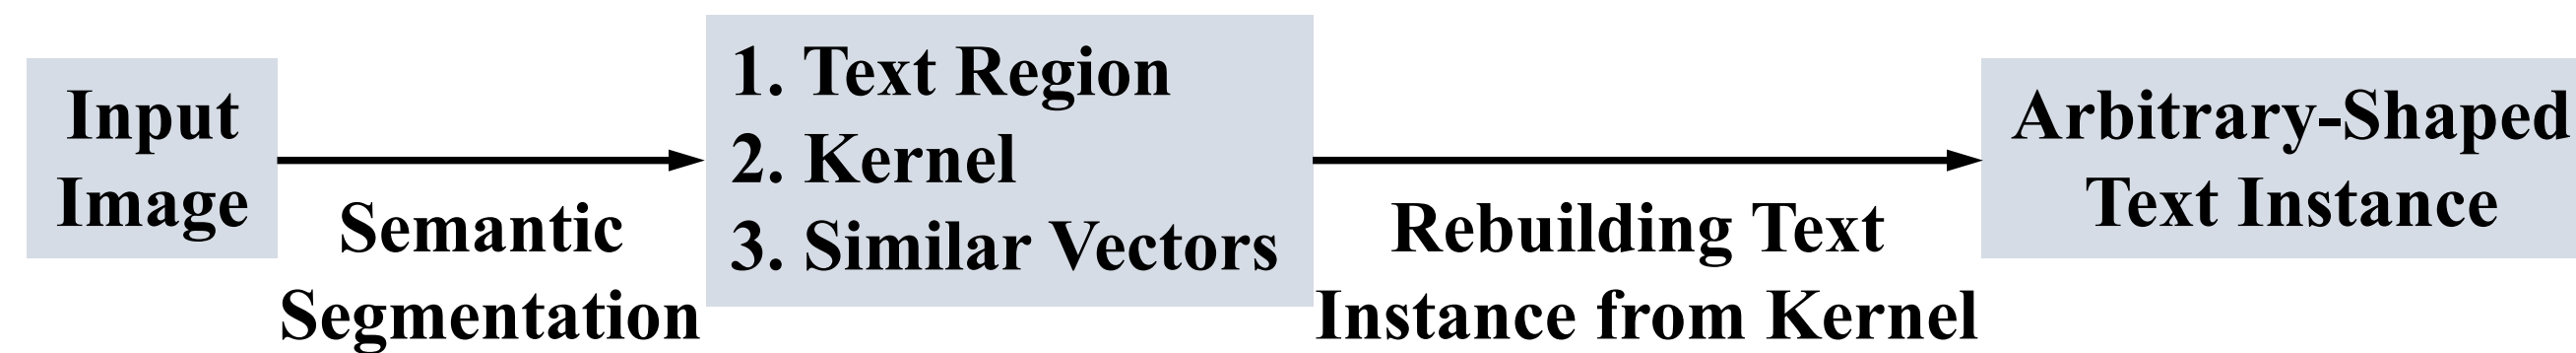 Input
Image
Semantic
Segmentation
1. Text Region
2. Kernel
3. Similar Vectors
Rebuilding Text
Instance from Kernel
Arbitrary-Shaped
Text Instance